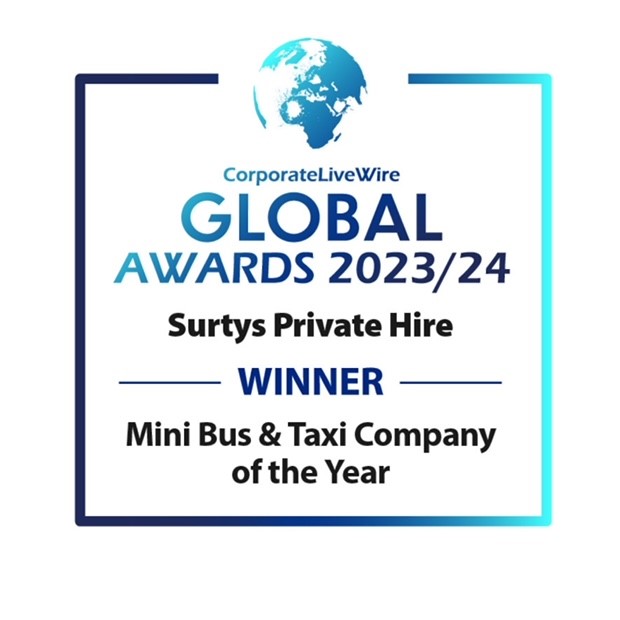 CorporateLiveWire
GLOBAL
AWARDS 2023/24
Surtys Private Hire
WINNER
Mini Bus & Taxi Company
of the Year